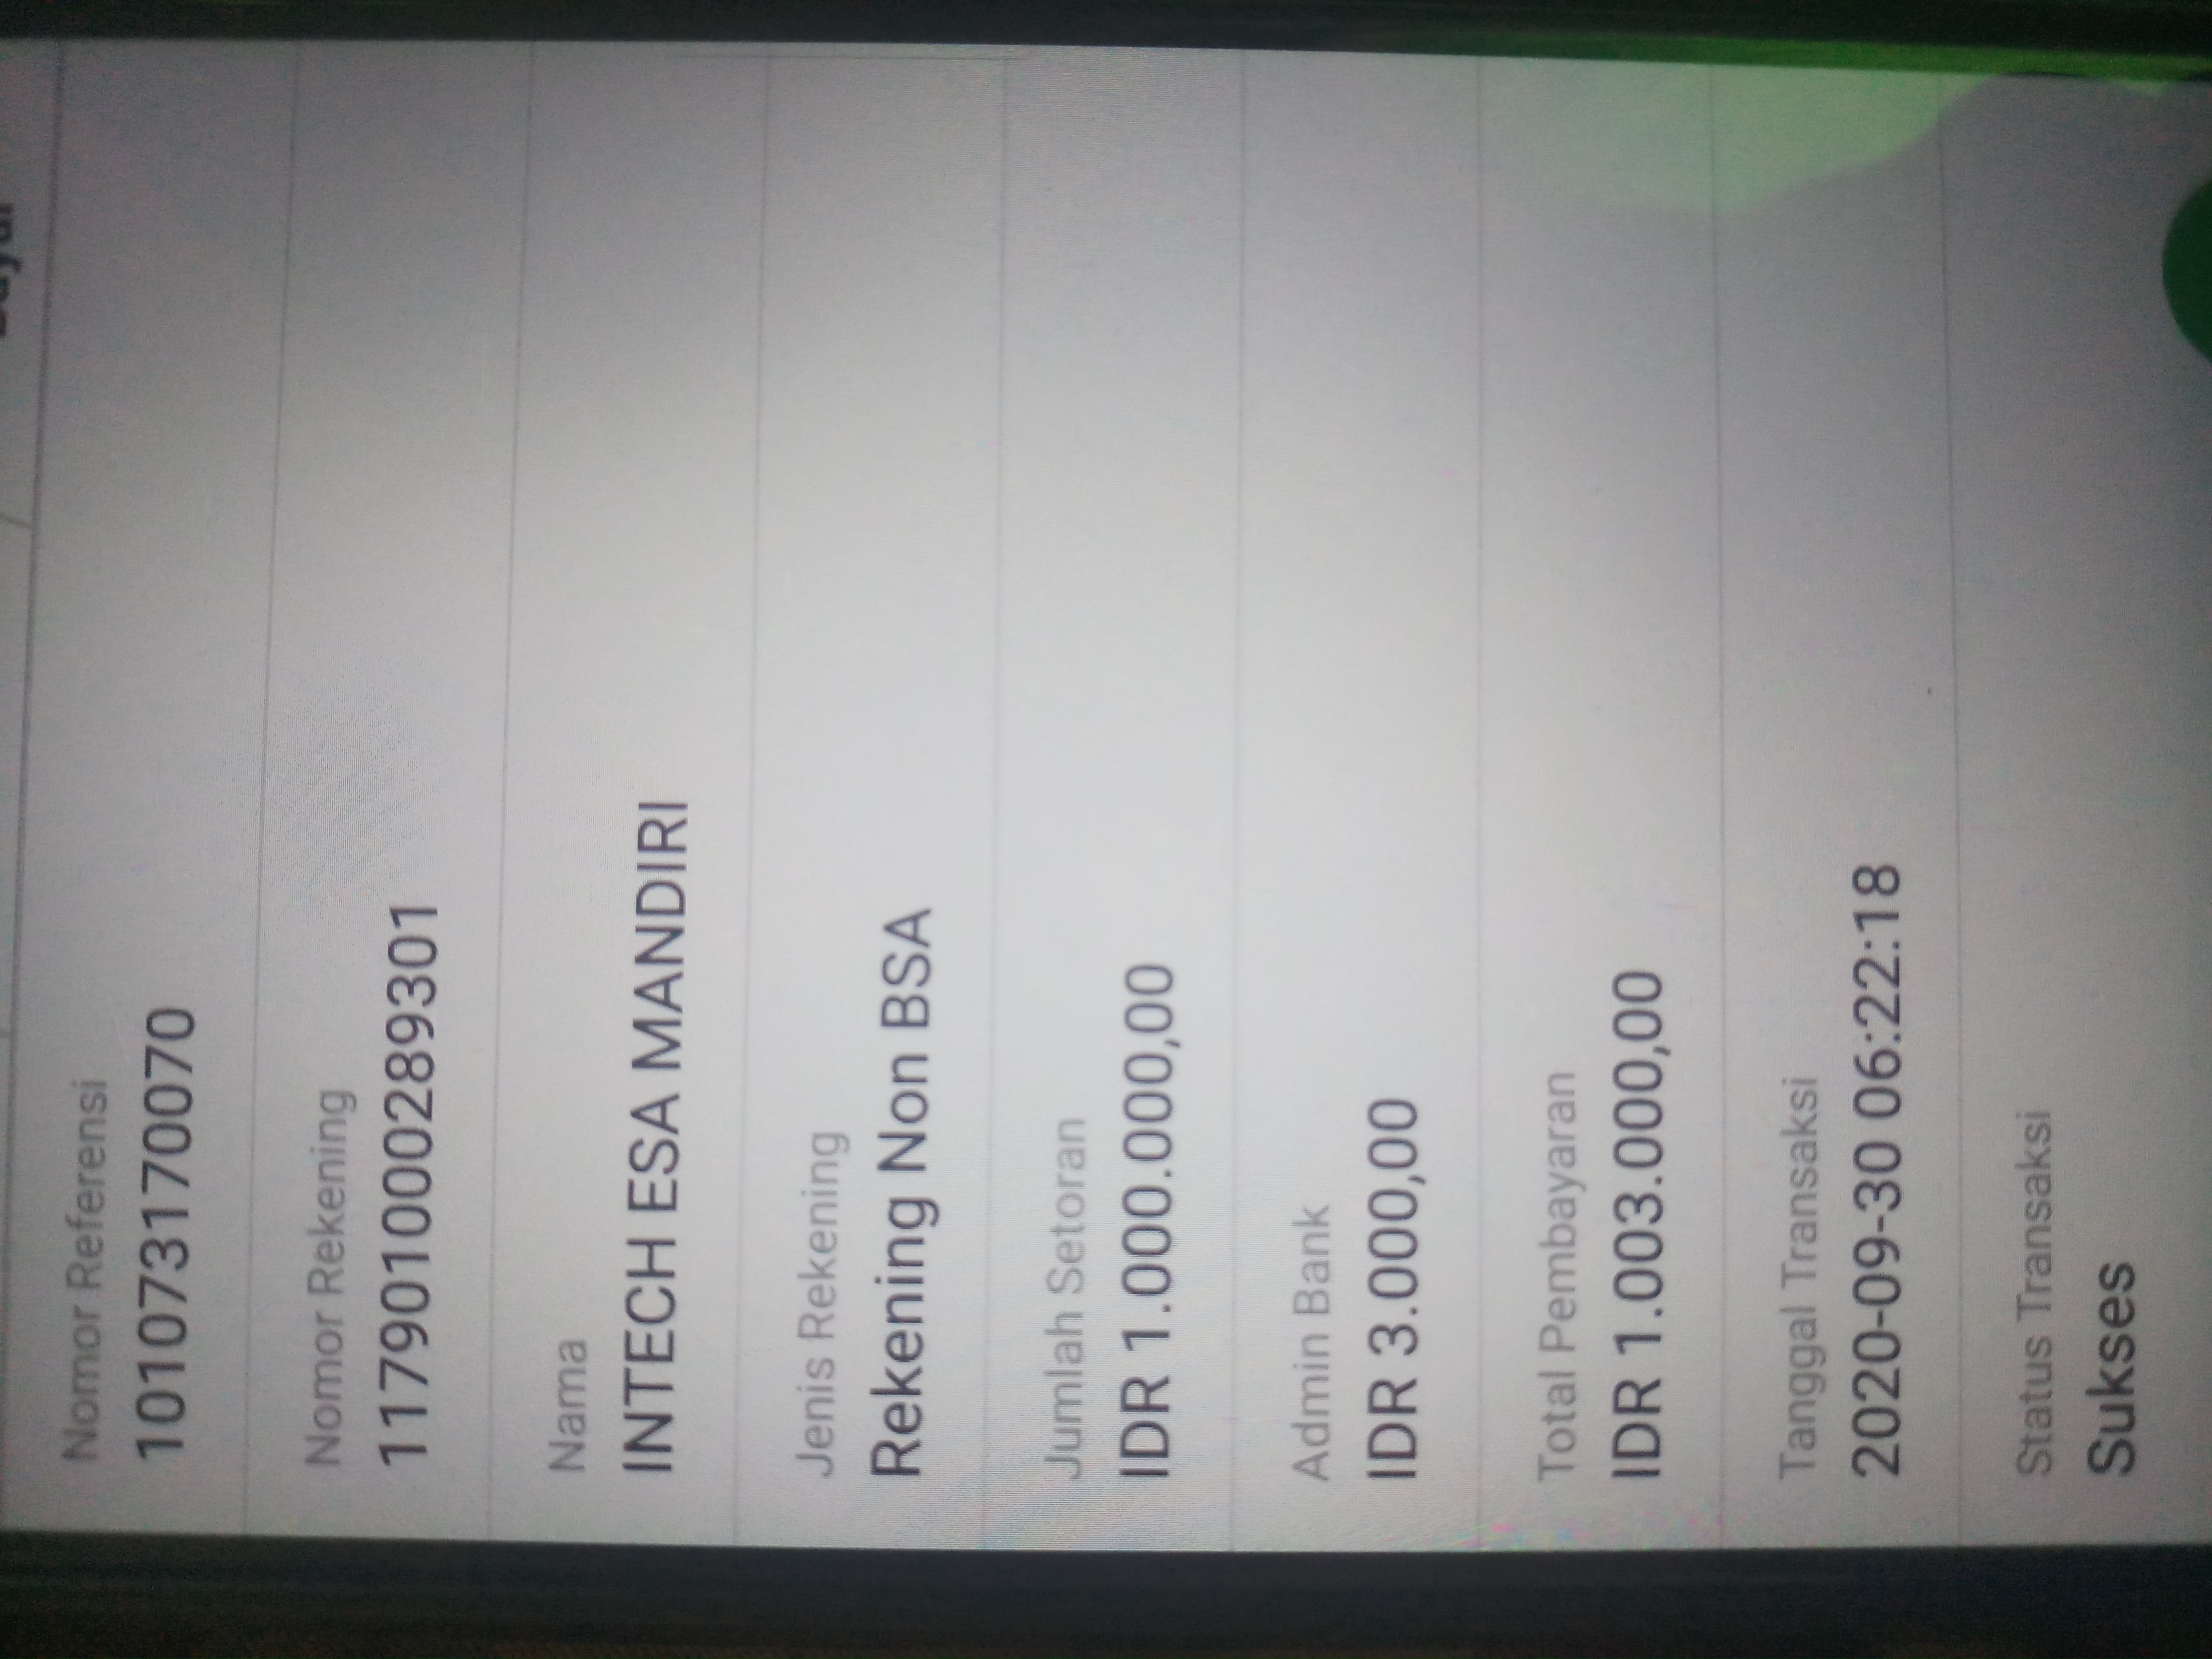 Bayar
Nomor Referensi
101073170070
Nomor Rekening
117901000289301
Nama
INTECH ESA MANDIRI
Jenis Rekening
Rekening Non BSA
Jumlah Setoran
IDR 1.000.000,00
Admin Bank
IDR 3.000,00
Total Pembayaran
IDR 1.003.000,00
Tanggal Transaksi
2020-09-30 06:22:18
Status Transaksi
Sukses